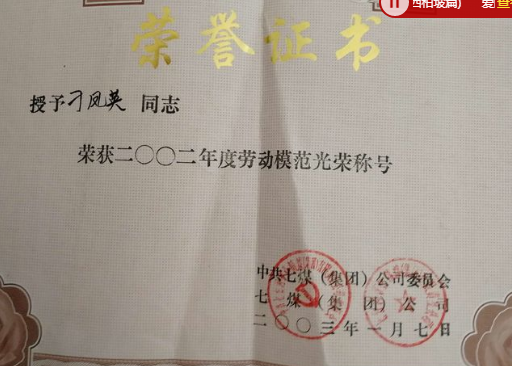 荣誉证书
授予刁凤英 同志
荣获二〇〇二年度劳动模范光荣称号
中共七煤（集团）公司委员会
七煤（集团）公司
二〇〇三年一月七日